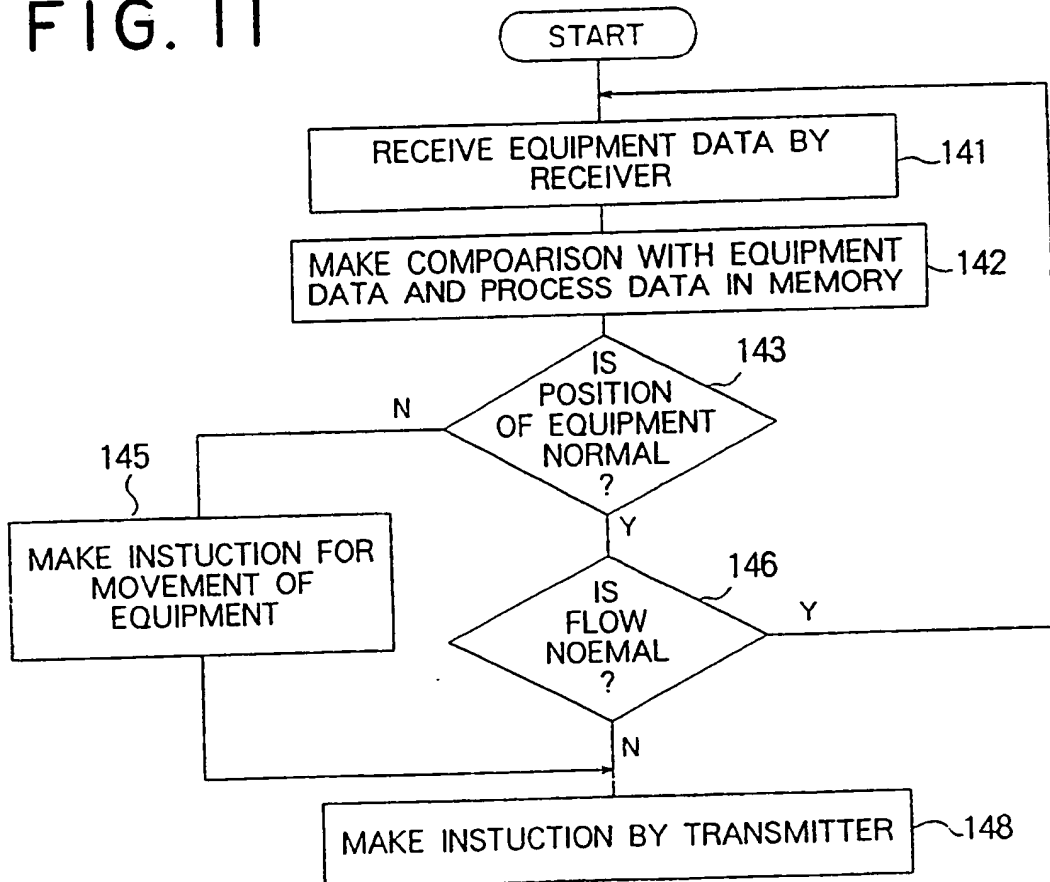 FIG. 11
START
RECEIVE EQUIPMENT DATA BY
RECEIVER
141
MAKE COMPOARISON WITH EQUIPMENT
DATA AND PROCESS DATA IN MEMORY
142
IS
POSITION
OF EQUIPMENT
NORMAL
?
143
N
Y
145
MAKE INSTUCTION FOR
MOVEMENT OF
EQUIPMENT
IS
FLOW
NOEMAL
?
146
Y
N
MAKE INSTUCTION BY TRANSMITTER
148